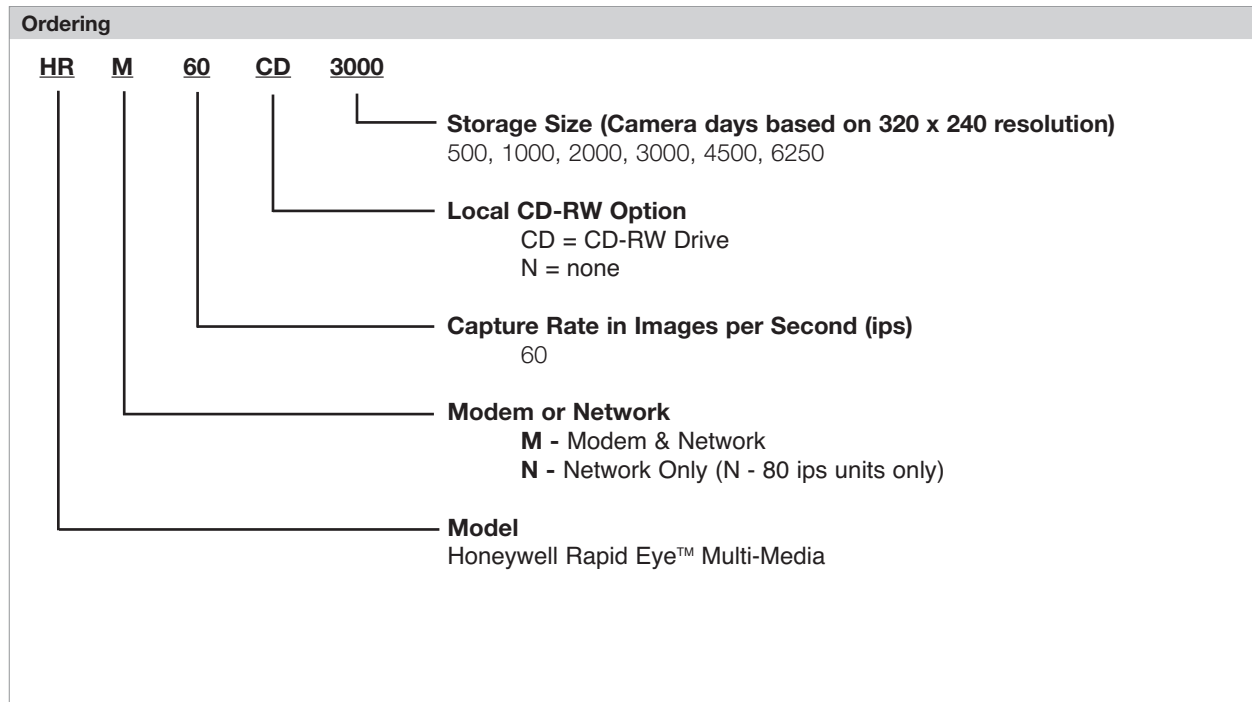 Ordering
HR M 60 CD 3000
Storage Size (Camera days based on 320 x 240 resolution)
500, 1000, 2000, 3000, 4500, 6250
Local CD-RW Option
CD = CD-RW Drive
N = none
Capture Rate in Images per Second (ips)
60
Modem or Network
M - Modem & Network
N - Network Only (N - 80 ips units only)
Model
Honeywell Rapid Eye™ Multi-Media